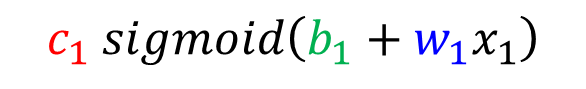 c₁ sigmoid(b₁ + w₁x₁)